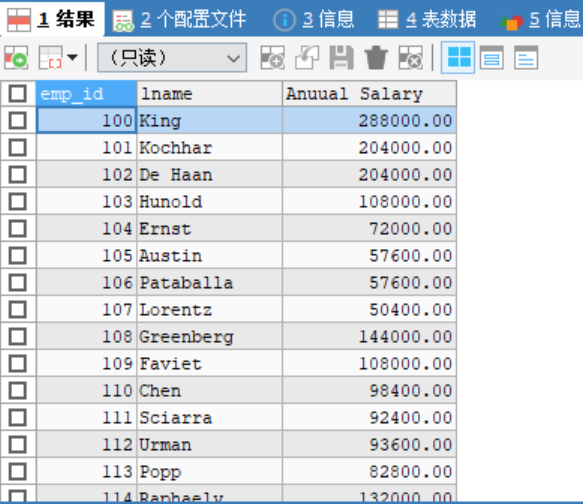 1 结果 2 个配置文件 3 信息 4 表数据 5 信息
(只读)
emp_id lname Anuual Salary
100 King 288000.00
101 Kochhar 204000.00
102 De Haan 204000.00
103 Hunold 108000.00
104 Ernst 72000.00
105 Austin 57600.00
106 Pataballa 57600.00
107 Lorentz 50400.00
108 Greenberg 144000.00
109 Faviet 108000.00
110 Chen 98400.00
111 Sciarra 92400.00
112 Urman 93600.00
113 Popp 82800.00
114 Raphaely 132000.00